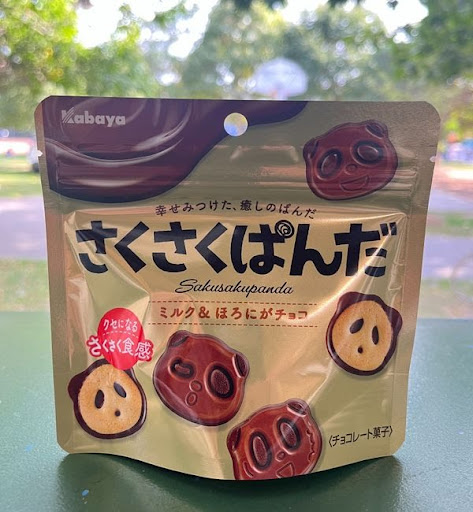 Kabaya
幸せみつけた、癒しのぱんだ
さくさくぱんだ
Sakusakupanda
ミルク&ほろにがチョコ
クセになる
さくさく食感
〈チョコレート菓子〉